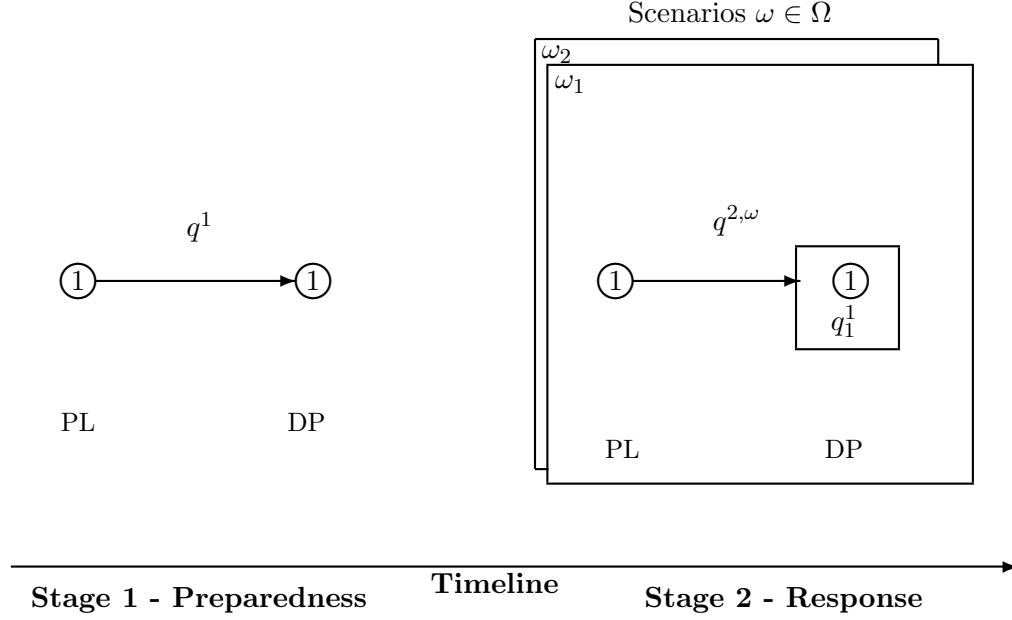 Scenarios ω ∈ Ω
ω₂
ω₁
q¹
q²,ω
1
1
1
1
q₁¹
PL
DP
PL
DP
Timeline
Stage 1 - Preparedness
Stage 2 - Response